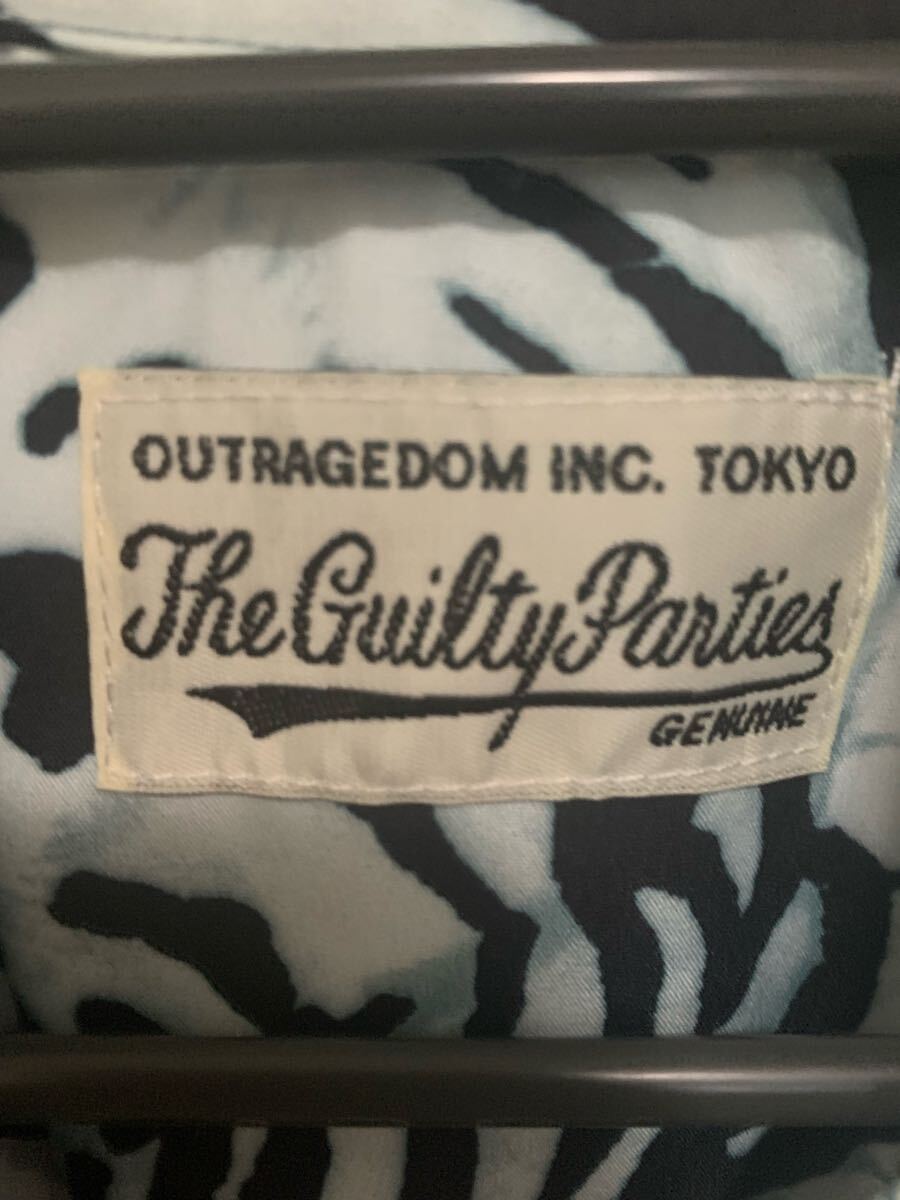 OUTRAGEDOM INC. TOKYO
The Guilty Parties
GENUINE